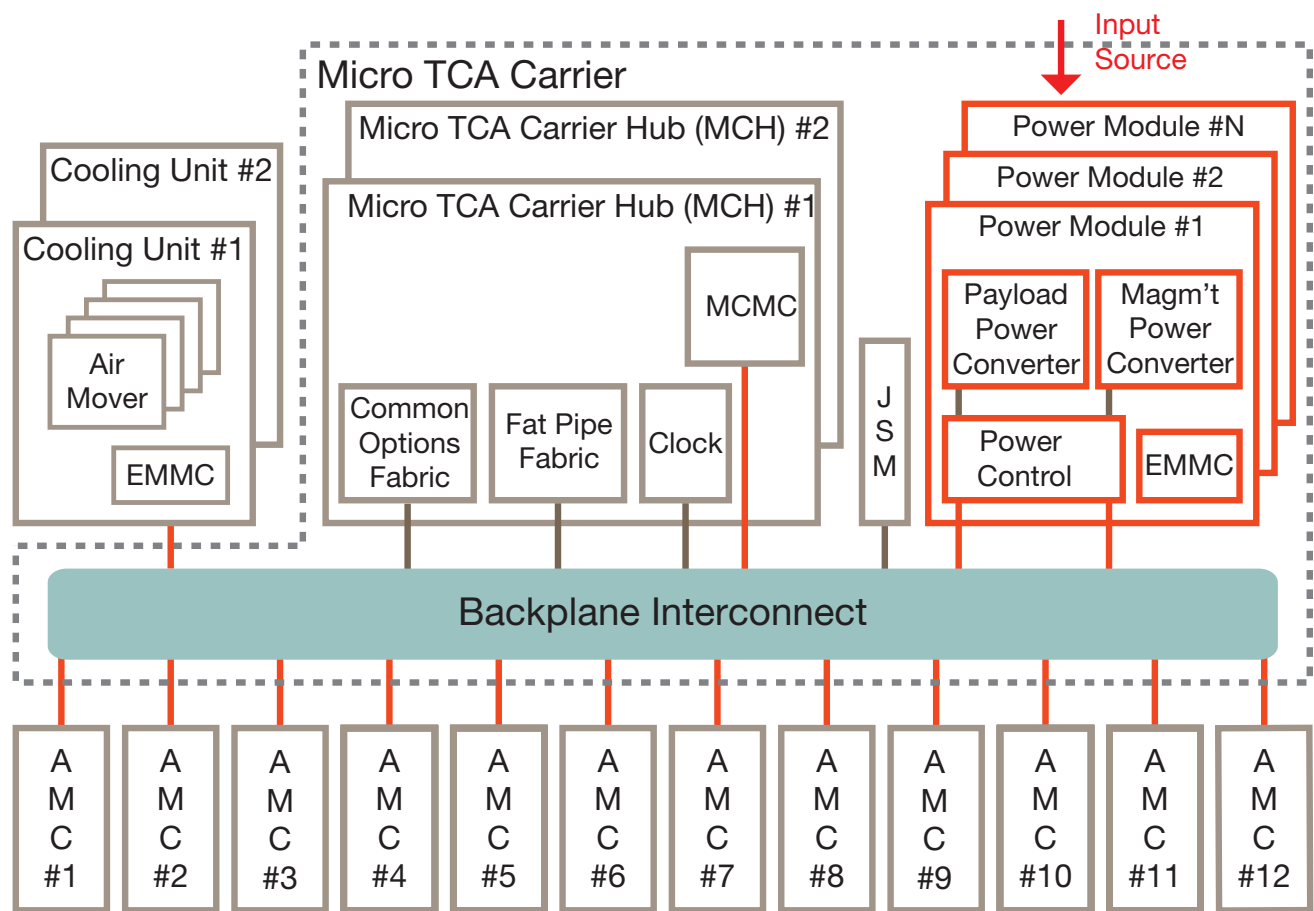 Input
Source
Micro TCA Carrier
Micro TCA Carrier Hub (MCH) #2
Micro TCA Carrier Hub (MCH) #1
MCMC
Common
Options
Fabric
Fat Pipe
Fabric
Clock
Cooling Unit #2
Cooling Unit #1
Air
Mover
EMMC
J
S
M
Power Module #N
Power Module #2
Power Module #1
Payload
Power
Converter
Magm't
Power
Converter
Power
Control
EMMC
Backplane Interconnect
A
M
C
#1
A
M
C
#2
A
M
C
#3
A
M
C
#4
A
M
C
#5
A
M
C
#6
A
M
C
#7
A
M
C
#8
A
M
C
#9
A
M
C
#10
A
M
C
#11
A
M
C
#12